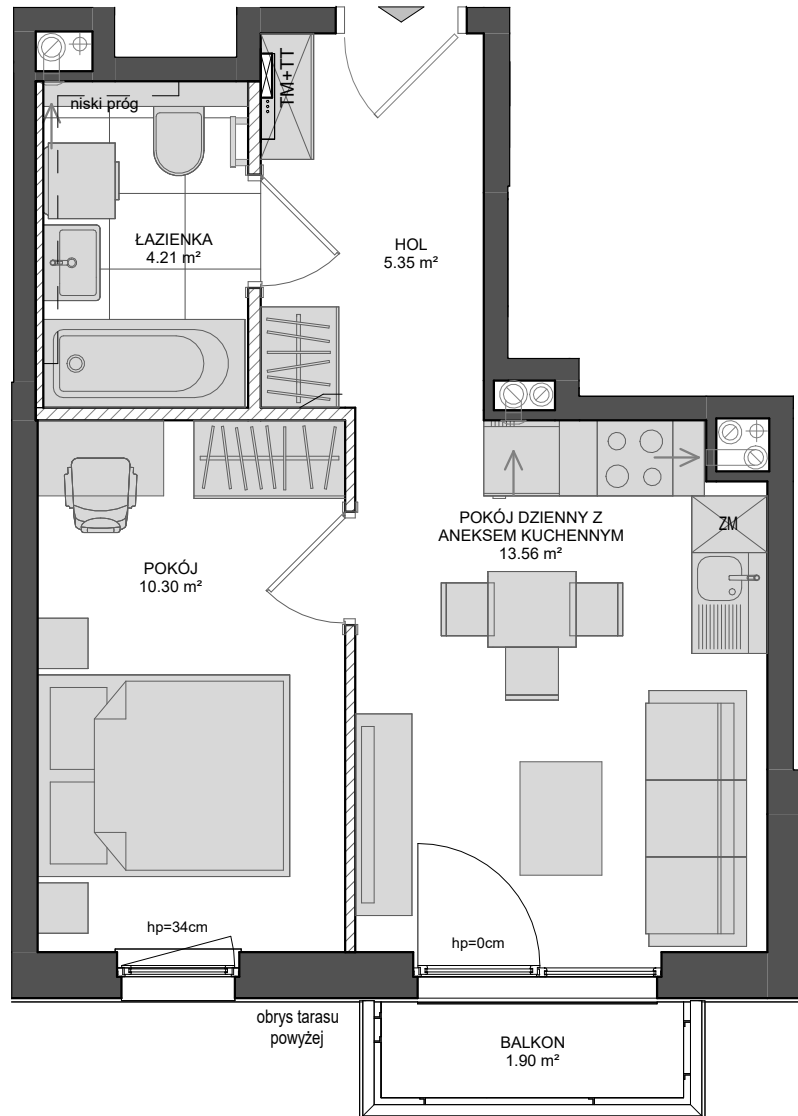 TM+TT
niski próg
ŁAZIENKA
4.21 m²
HOL
5.35 m²
POKÓJ DZIENNY Z
ANEKSEM KUCHENNYM
13.56 m²
ZM
POKÓJ
10.30 m²
hp=34cm
hp=0cm
obrys tarasu
powyżej
BALKON
1.90 m²